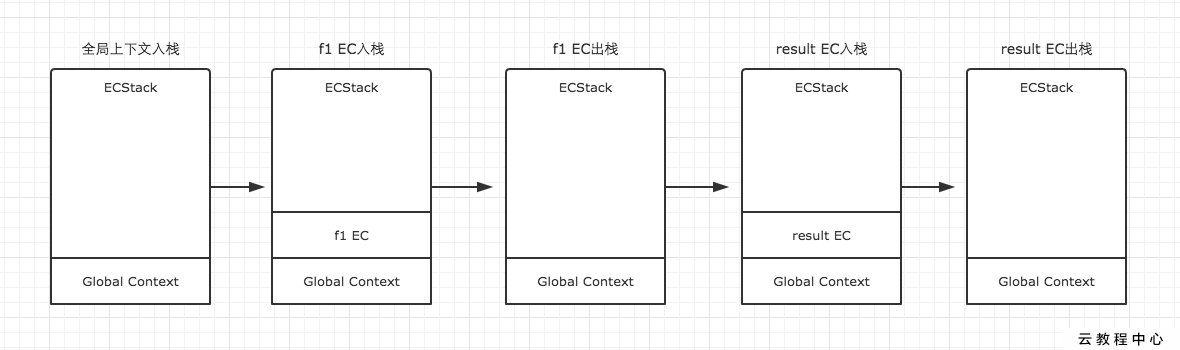 全局上下文入栈
f1 EC入栈
f1 EC出栈
result EC入栈
result EC出栈
ECStack
ECStack
ECStack
ECStack
ECStack
f1 EC
result EC
Global Context
Global Context
Global Context
Global Context
Global Context
云教程中心